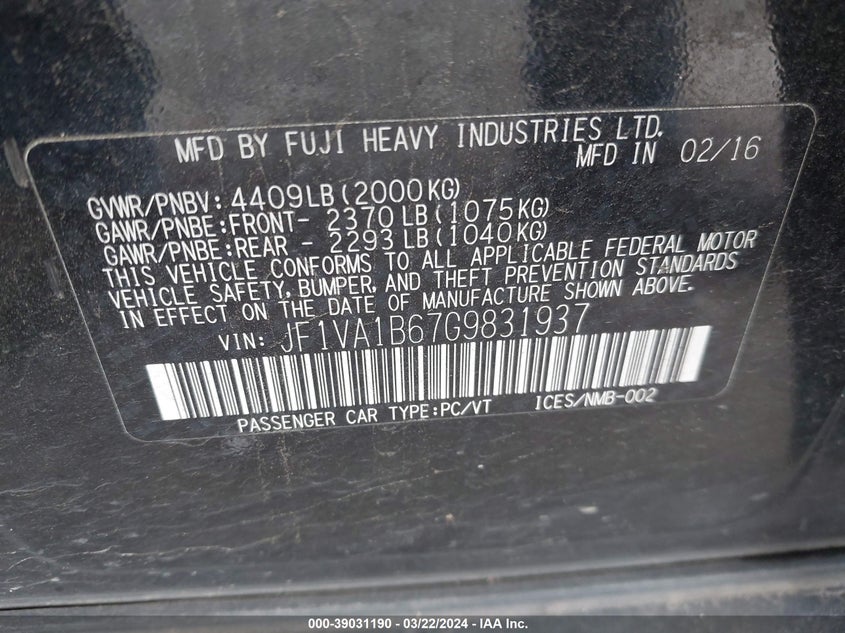 MFD BY FUJI HEAVY INDUSTRIES LTD.
MFD IN 02/16
GVWR/PNBV: 4409LB(2000KG)
GAWR/PNBE:FRONT- 2370LB(1075KG)
GAWR/PNBE:REAR - 2293LB(1040KG)
THIS VEHICLE CONFORMS TO ALL APPLICABLE FEDERAL MOTOR
VEHICLE SAFETY, BUMPER, AND THEFT PREVENTION STANDARDS
IN EFFECT ON THE DATE OF MANUFACTURE SHOWN ABOVE.
VIN: JF1VA1B67G9831937
PASSENGER CAR TYPE:PC/VT ICES/NMB-002
000-39031190 - 03/22/2024 - IAA Inc.